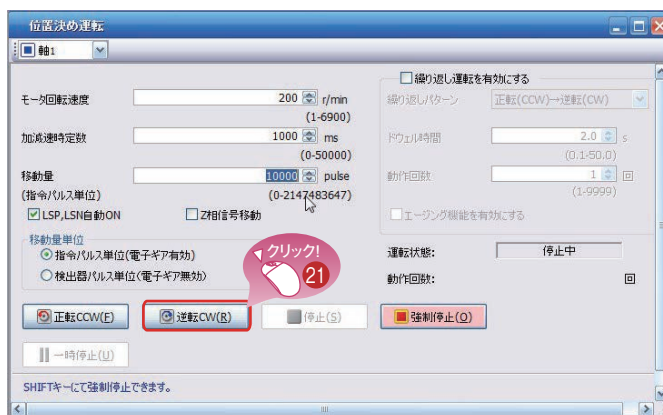 位置決め運転
軸1
モータ回転速度 200 r/min
(1-6900)
加減速時定数 1000 ms
(0-50000)
移動量 10000 pulse
(指令パルス単位) (0-2147483647)
LSP,LSN自動ON Z相信号移動
移動量単位
指令パルス単位(電子ギア有効)
検出器パルス単位(電子ギア無効)
繰り返し運転を有効にする
繰り返しパターン 正転(CCW)→逆転(CW)
ドウェル時間 2.0 s
(0.1-50.0)
動作回数 1 回
(1-9999)
エージング機能を有効にする
運転状態: 停止中
動作回数: 回
クリック!
21
正転CCW(F) 逆転CW(R) 停止(S) 強制停止(O)
一時停止(U)
SHIFTキーにて強制停止できます。